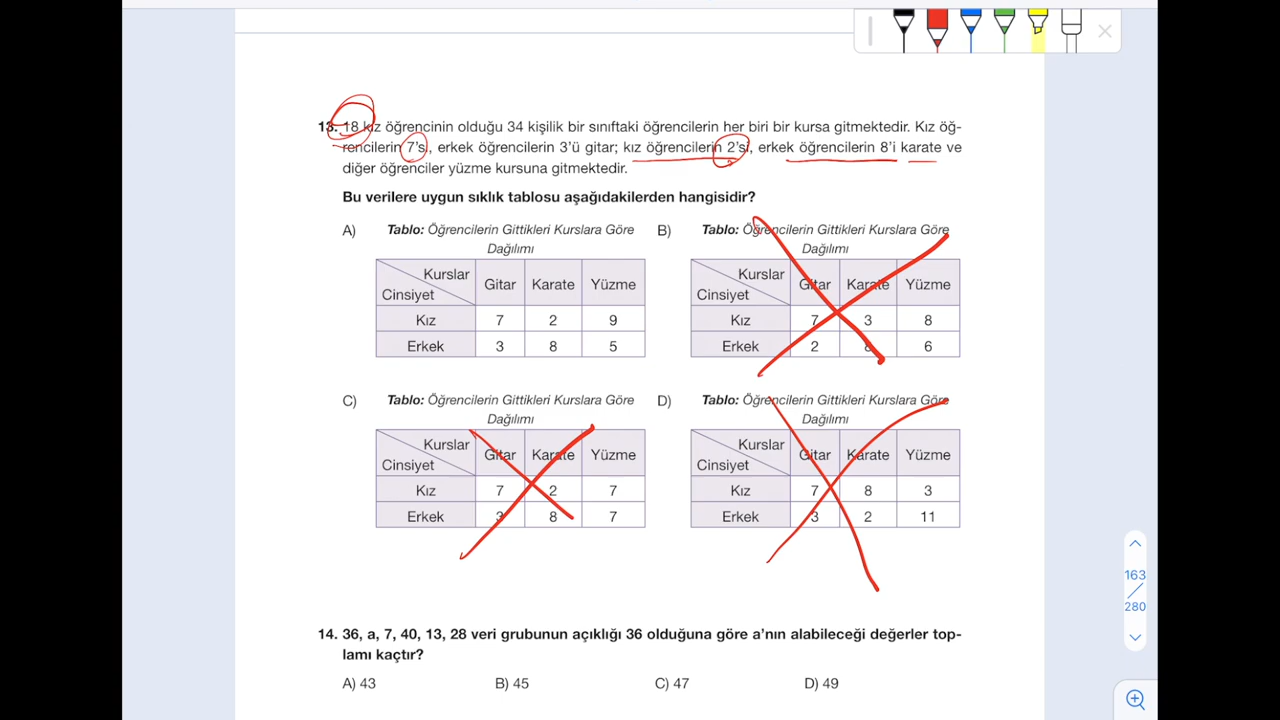 13. 18 kız öğrencinin olduğu 34 kişilik bir sınıftaki öğrencilerin her biri bir kursa gitmektedir. Kız öğ-
rencilerin 7'si, erkek öğrencilerin 3'ü gitar; kız öğrencilerin 2'si, erkek öğrencilerin 8'i karate ve
diğer öğrenciler yüzme kursuna gitmektedir.
Bu verilere uygun sıklık tablosu aşağıdakilerden hangisidir?
A) Tablo: Öğrencilerin Gittikleri Kurslara Göre
Dağılımı
Kurslar
Cinsiyet
Gitar Karate Yüzme
Kız 7 2 9
Erkek 3 8 5
B) Tablo: Öğrencilerin Gittikleri Kurslara Göre
Dağılımı
Kurslar
Cinsiyet
Gitar Karate Yüzme
Kız 7 3 8
Erkek 2 8 6
C) Tablo: Öğrencilerin Gittikleri Kurslara Göre
Dağılımı
Kurslar
Cinsiyet
Gitar Karate Yüzme
Kız 7 2 7
Erkek 3 8 7
D) Tablo: Öğrencilerin Gittikleri Kurslara Göre
Dağılımı
Kurslar
Cinsiyet
Gitar Karate Yüzme
Kız 7 8 3
Erkek 3 2 11
14. 36, a, 7, 40, 13, 28 veri grubunun açıklığı 36 olduğuna göre a'nın alabileceği değerler top-
lamı kaçtır?
A) 43 B) 45 C) 47 D) 49
163
/
280